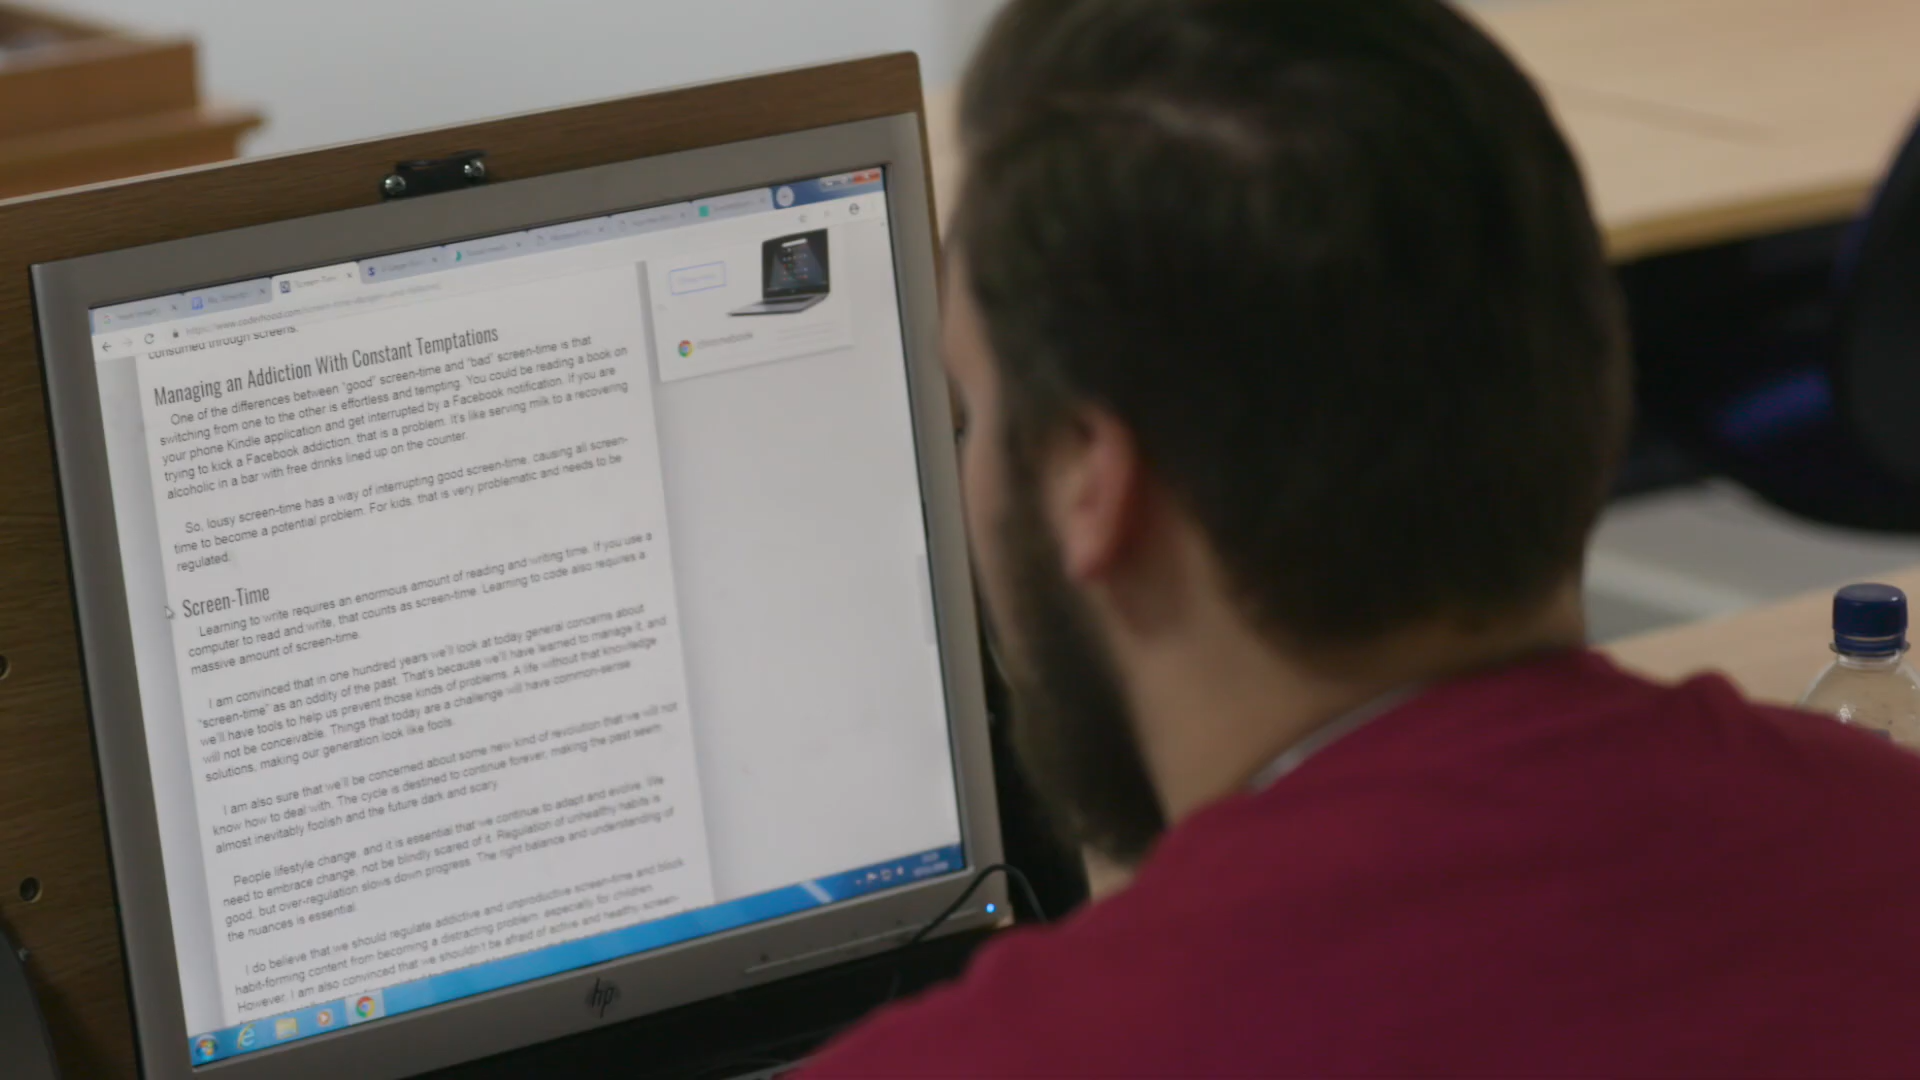 https://www.coderhood.com/screen-time-dangers-and-
consumed through screens.
Managing an Addiction With Constant Temptations
One of the differences between "good" screen-time and "bad" screen-time is that
switching from one to the other is effortless and tempting. You could be reading a book on
your phone Kindle application and get interrupted by a Facebook notification. If you are
trying to kick a Facebook addiction, that is a problem. It's like serving milk to a recovering
alcoholic in a bar with free drinks lined up on the counter.
So, lousy screen-time has a way of interrupting good screen-time, causing all screen-
time to become a potential problem. For kids, that is very problematic and needs to be
regulated.
Screen-Time
Learning to write requires an enormous amount of reading and writing time. If you use a
computer to read and write, that counts as screen-time. Learning to code also requires a
massive amount of screen-time.
I am convinced that in one hundred years we'll look at today general concerns about
"screen-time" as an oddity of the past. That's because we'll have learned to manage it, and
we'll have tools to help us prevent those kinds of problems. A life without that knowledge
will not be conceivable. Things that today are a challenge will have common-sense
solutions, making our generation look like fools.
I am also sure that we'll be concerned about some new kind of revolution that we will not
know how to deal with. The cycle is destined to continue forever, making the past seem
almost inevitably foolish and the future dark and scary.
People lifestyle change, and it is essential that we continue to adapt and evolve. We
need to embrace change, not be blindly scared of it. Regulation of unhealthy habits is
good, but over-regulation slows down progress. The right balance and understanding of
the nuances is essential.
I do believe that we should regulate addictive and unproductive screen-time and block
habit-forming content from becoming a distracting problem, especially for children.
However, I am also convinced that we shouldn't be afraid of active and healthy screen-
chromebook
hp